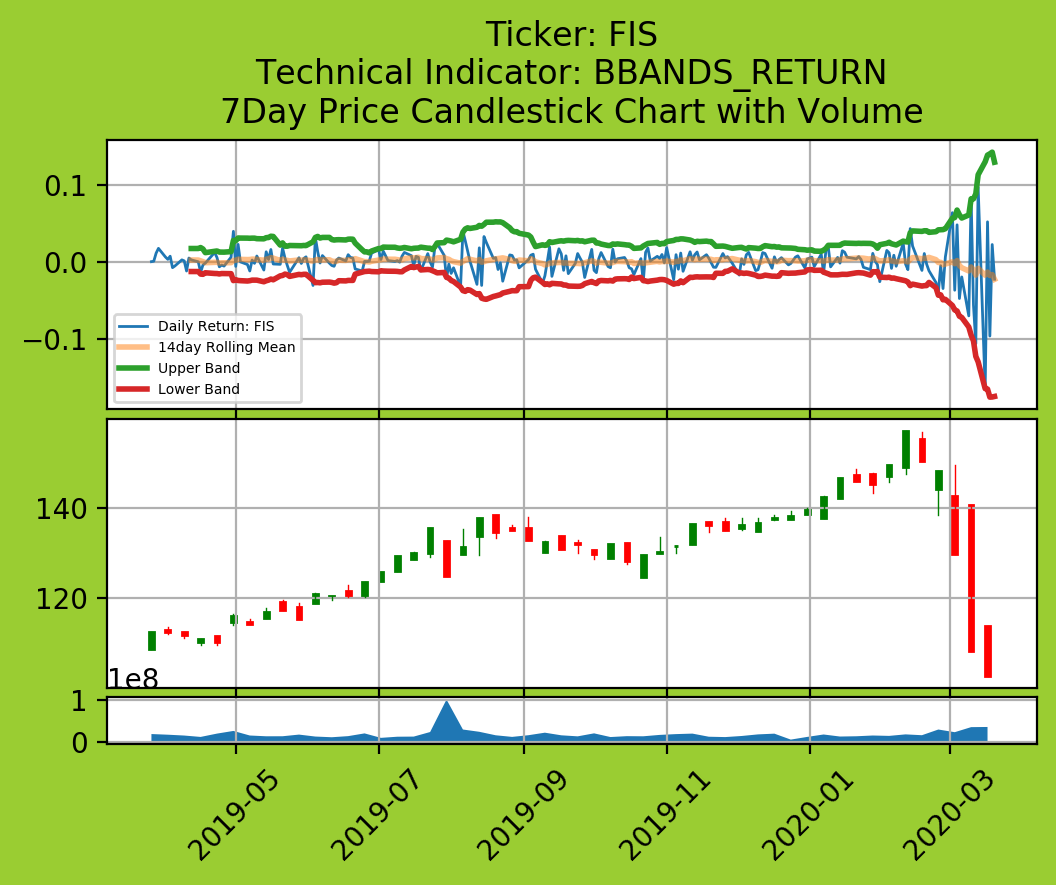 Ticker: FIS
Technical Indicator: BBANDS_RETURN
7Day Price Candlestick Chart with Volume
0.1
0.0
−0.1
Daily Return: FIS
14day Rolling Mean
Upper Band
Lower Band
140
120
1e8
1
0
2019-05
2019-07
2019-09
2019-11
2020-01
2020-03